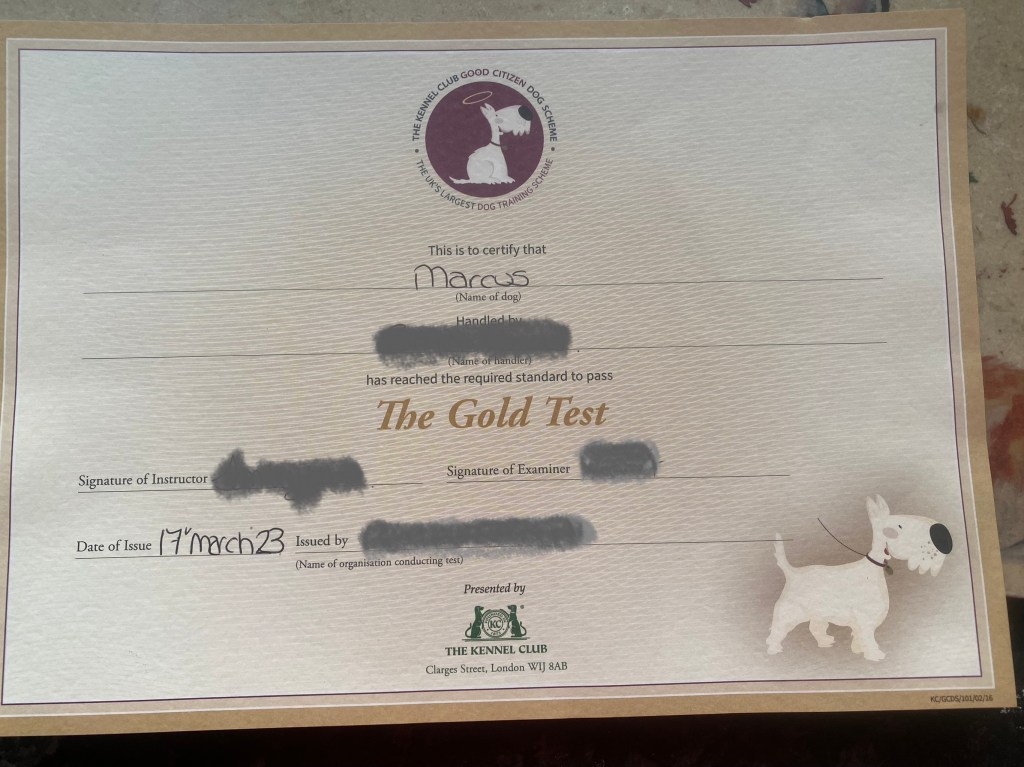 THE KENNEL CLUB GOOD CITIZEN DOG SCHEME
• THE UK'S LARGEST DOG TRAINING SCHEME •
This is to certify that
Marcus
(Name of dog)
Handled by
(Name of handler)
has reached the required standard to pass
The Gold Test
Signature of Instructor
Signature of Examiner
Date of Issue 17th March 23 Issued by
(Name of organisation conducting test)
Presented by
KC
THE KENNEL CLUB
Clarges Street, London W1J 8AB
KC/GCDS/101/02/16